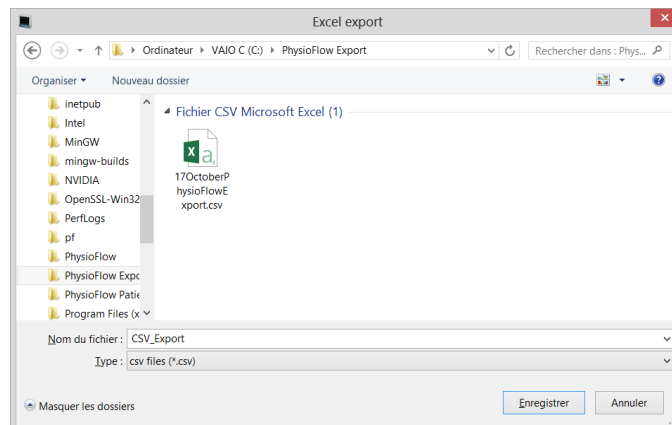 Excel export
Ordinateur VAIO C (C:) PhysioFlow Export
Rechercher dans : Phys...
Organiser Nouveau dossier
inetpub
Intel
MinGW
mingw-builds
NVIDIA
OpenSSL-Win32
PerfLogs
pf
PhysioFlow
PhysioFlow Expo
PhysioFlow Patie
Program Files (x
Fichier CSV Microsoft Excel (1)
17OctoberP
hysioFlowE
xport.csv
Nom du fichier : CSV_Export
Type : csv files (*.csv)
Masquer les dossiers
Enregistrer Annuler